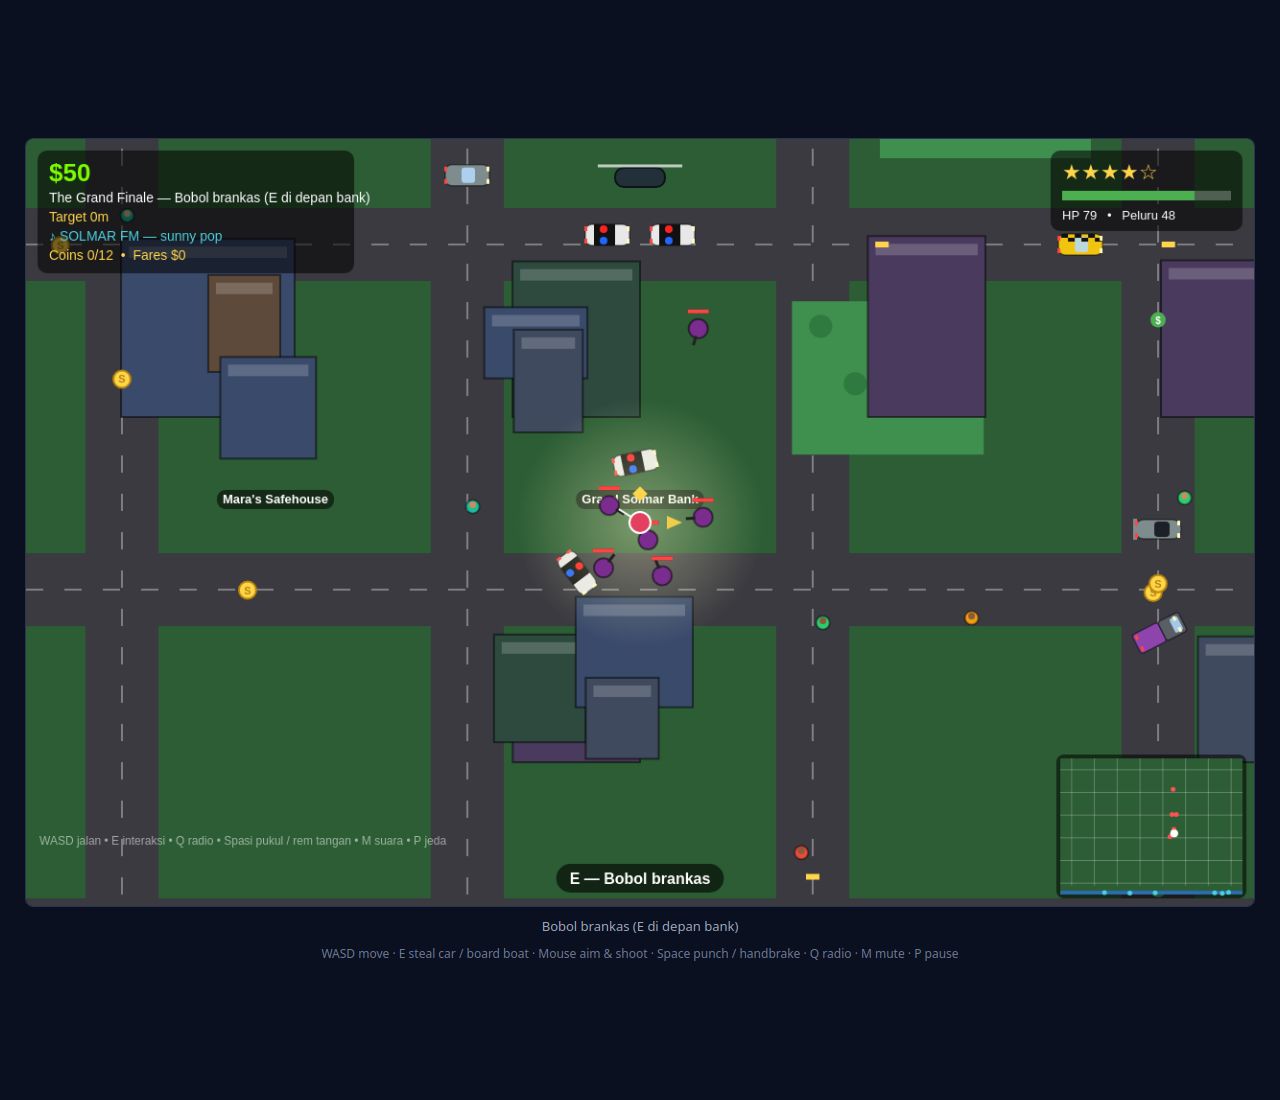 $50
The Grand Finale — Bobol brankas (E di depan bank)
Target 0m
♪ SOLMAR FM — sunny pop
Coins 0/12 • Fares $0
★★★★☆
HP 79 • Peluru 48
$
S
S
S
S
Mara's Safehouse
Grand Solmar Bank
WASD jalan • E interaksi • Q radio • Spasi pukul / rem tangan • M suara • P jeda
E — Bobol brankas
Bobol brankas (E di depan bank)
WASD move · E steal car / board boat · Mouse aim & shoot · Space punch / handbrake · Q radio · M mute · P pause